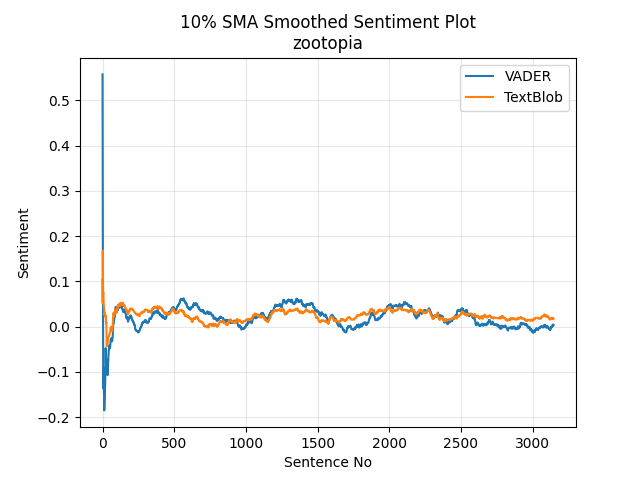 10% SMA Smoothed Sentiment Plot
zootopia
VADER
TextBlob
Sentiment
0.5
0.4
0.3
0.2
0.1
0.0
−0.1
−0.2
0 500 1000 1500 2000 2500 3000
Sentence No